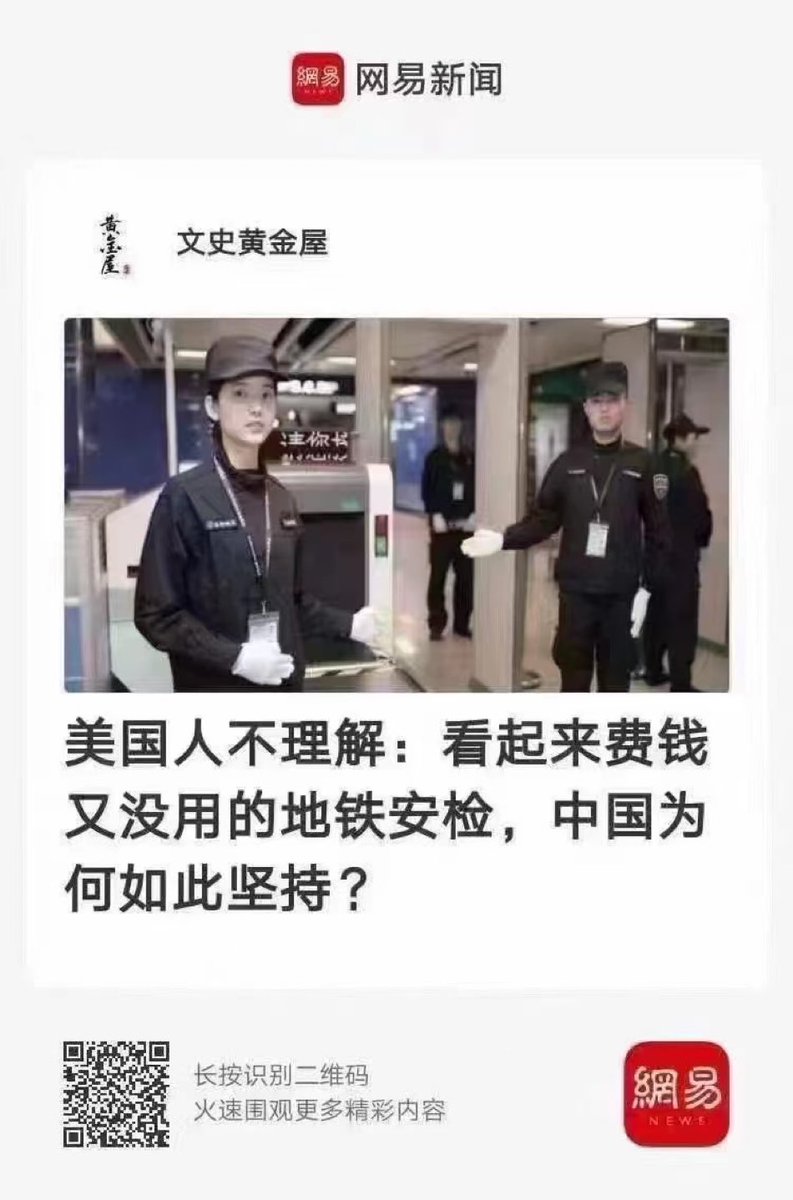 網易
NEWS
网易新闻
黄金屋
文史黄金屋
美国人不理解：看起来费钱
又没用的地铁安检，中国为
何如此坚持？
长按识别二维码
火速围观更多精彩内容
網易
NEWS